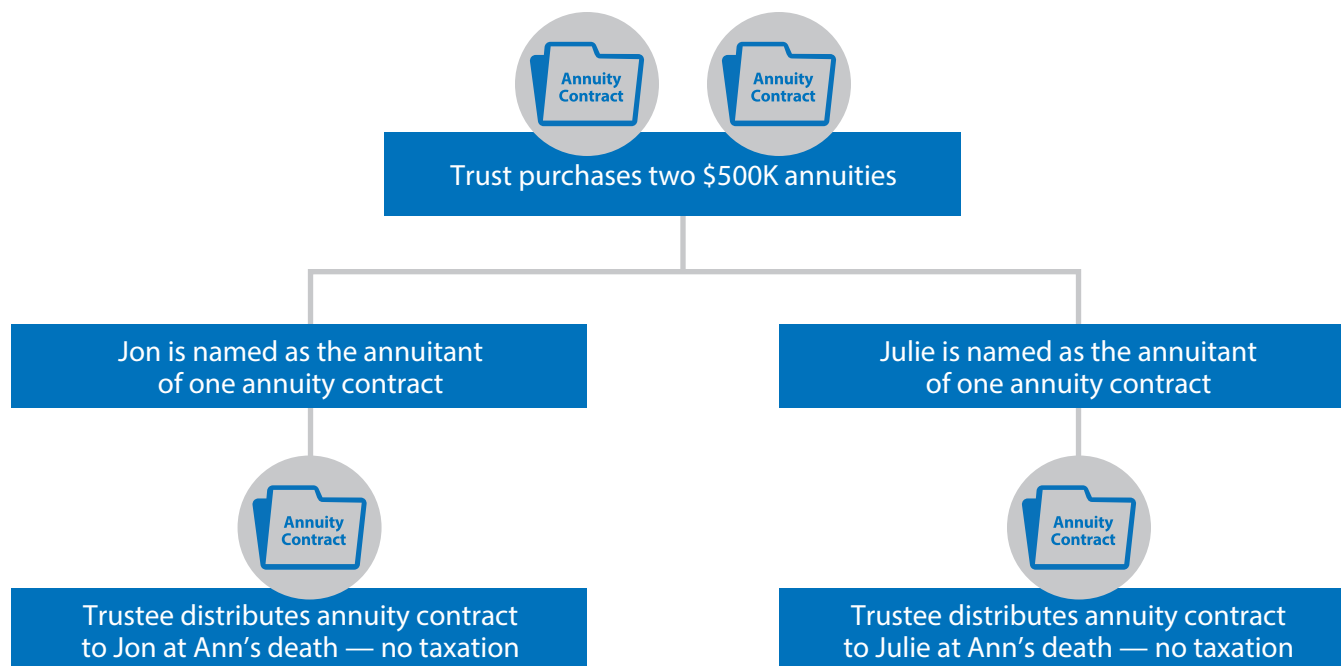 Annuity
Contract
Annuity
Contract
Trust purchases two $500K annuities
Jon is named as the annuitant
of one annuity contract
Julie is named as the annuitant
of one annuity contract
Annuity
Contract
Annuity
Contract
Trustee distributes annuity contract
to Jon at Ann’s death — no taxation
Trustee distributes annuity contract
to Julie at Ann’s death — no taxation